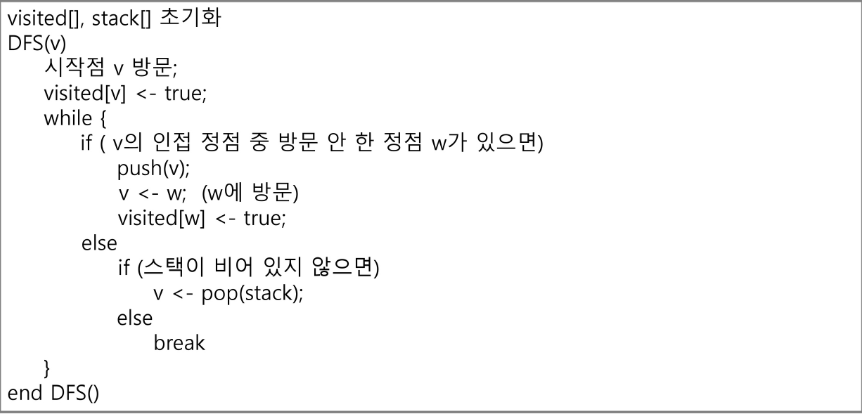 visited[], stack[] 초기화
DFS(v)
시작점 v 방문;
visited[v] <- true;
while {
if ( v의 인접 정점 중 방문 안 한 정점 w가 있으면)
push(v);
v <- w; (w에 방문)
visited[w] <- true;
else
if (스택이 비어 있지 않으면)
v <- pop(stack);
else
break
}
end DFS()